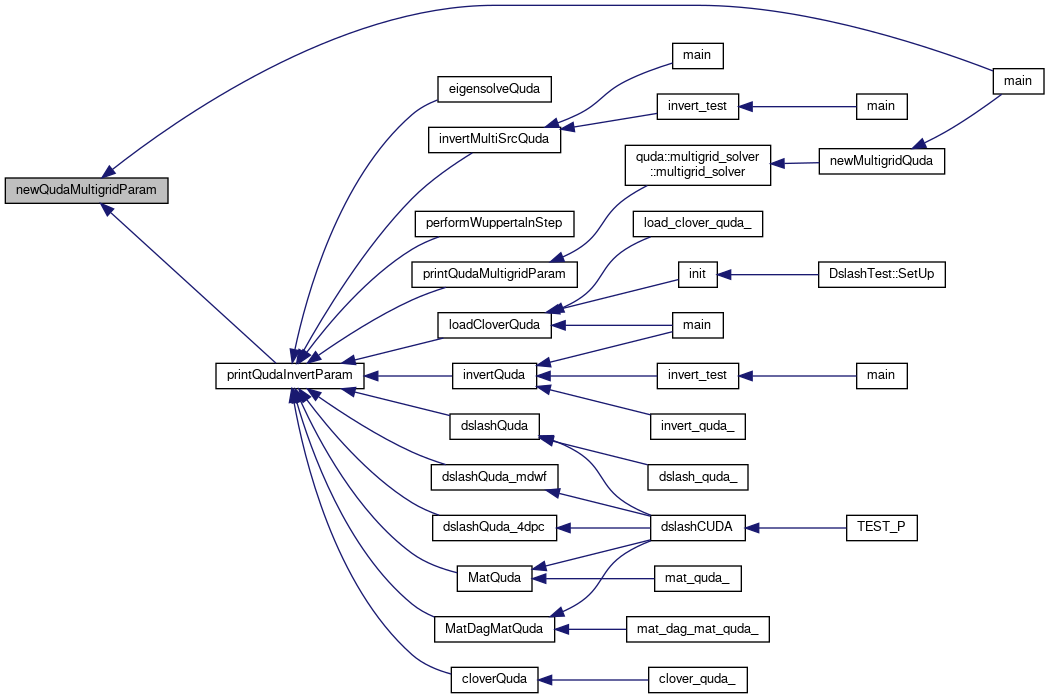 newQudaMultigridParam
printQudaInvertParam
eigensolveQuda
invertMultiSrcQuda
performWuppertalnStep
printQudaMultigridParam
loadCloverQuda
invertQuda
dslashQuda
dslashQuda_mdwf
dslashQuda_4dpc
MatQuda
MatDagMatQuda
cloverQuda
main
invert_test
quda::multigrid_solver
::multigrid_solver
load_clover_quda_
init
main
invert_test
invert_quda_
dslash_quda_
dslashCUDA
mat_quda_
mat_dag_mat_quda_
clover_quda_
main
newMultigridQuda
DslashTest::SetUp
main
TEST_P
main